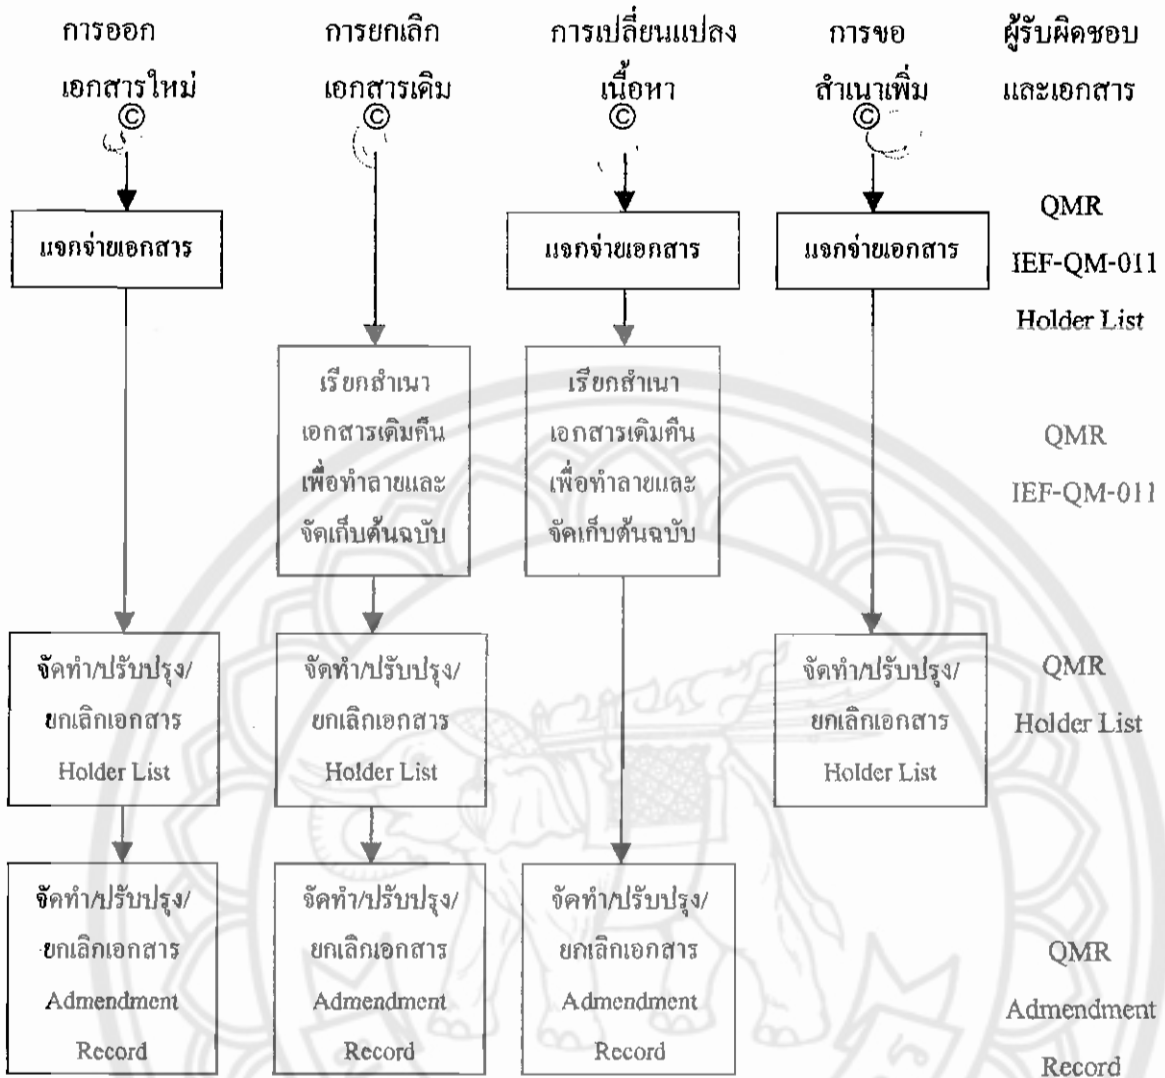 การออก
เอกสารใหม่
©
การยกเลิก
เอกสารเดิม
©
การเปลี่ยนแปลง
เนื้อหา
©
การขอ
สำเนาเพิ่ม
©
ผู้รับผิดชอบ
และเอกสาร
แจกจ่ายเอกสาร
แจกจ่ายเอกสาร
แจกจ่ายเอกสาร
QMR
IEF-QM-011
Holder List
เรียกสำเนา
เอกสารเดิมคืน
เพื่อทำลายและ
จัดเก็บต้นฉบับ
เรียกสำเนา
เอกสารเดิมคืน
เพื่อทำลายและ
จัดเก็บต้นฉบับ
QMR
IEF-QM-011
จัดทำ/ปรับปรุง/
ยกเลิกเอกสาร
Holder List
จัดทำ/ปรับปรุง/
ยกเลิกเอกสาร
Holder List
จัดทำ/ปรับปรุง/
ยกเลิกเอกสาร
Holder List
QMR
Holder List
จัดทำ/ปรับปรุง/
ยกเลิกเอกสาร
Admendment
Record
จัดทำ/ปรับปรุง/
ยกเลิกเอกสาร
Admendment
Record
จัดทำ/ปรับปรุง/
ยกเลิกเอกสาร
Admendment
Record
QMR
Admendment
Record